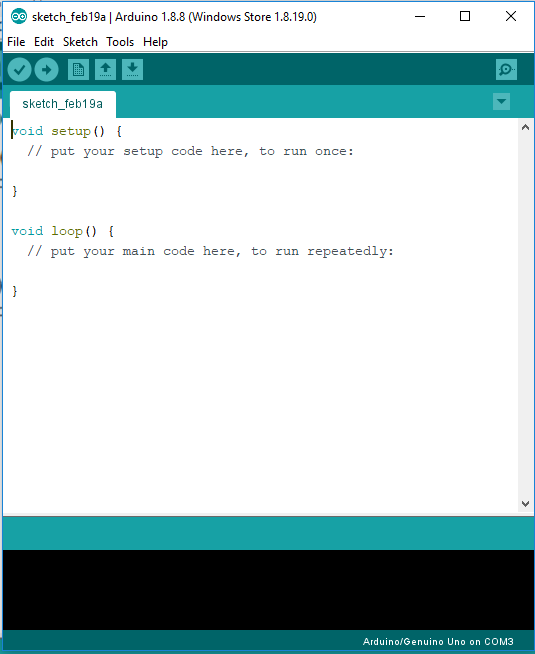 sketch_feb19a | Arduino 1.8.8 (Windows Store 1.8.19.0)
File Edit Sketch Tools Help
sketch_feb19a
void setup() {
// put your setup code here, to run once:
}
void loop() {
// put your main code here, to run repeatedly:
}
Arduino/Genuino Uno on COM3